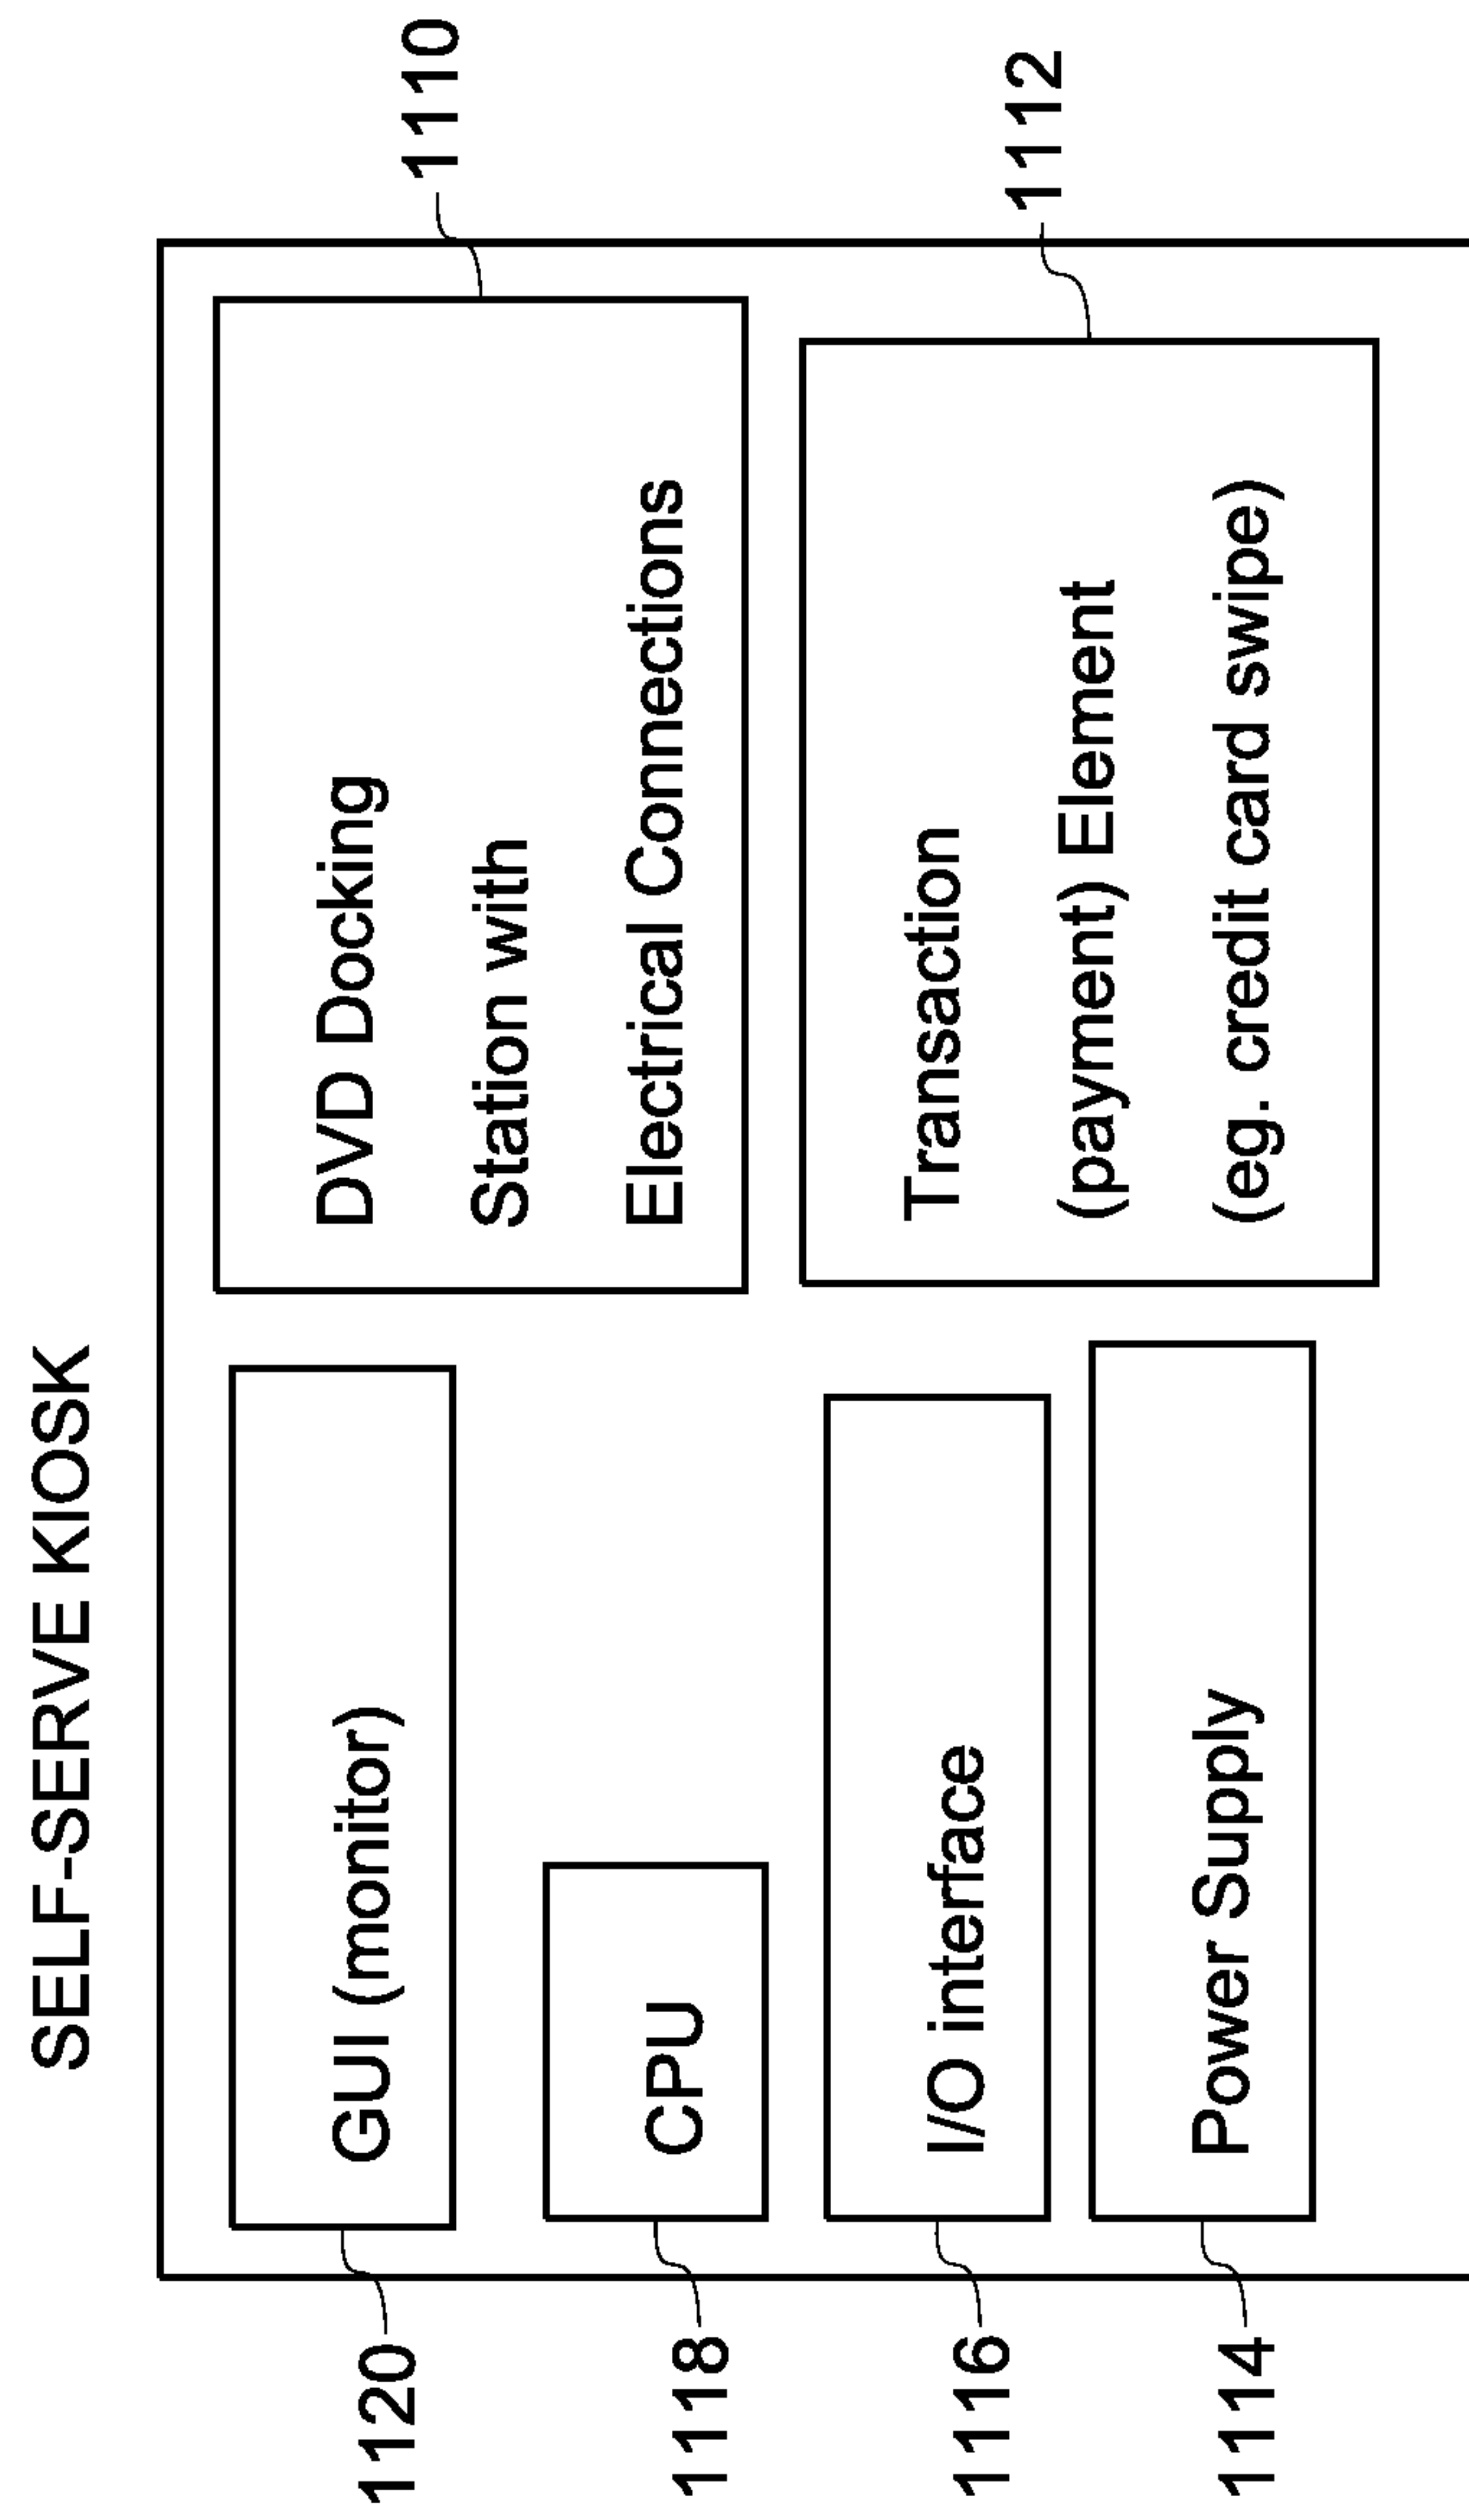 SELF-SERVE KIOSK
1120
GUI (monitor)
DVD Docking
Station with
Electrical Connections
1110
1118
CPU
1116
I/O interface
Transaction
(payment) Element
(eg. credit card swipe)
1112
1114
Power Supply